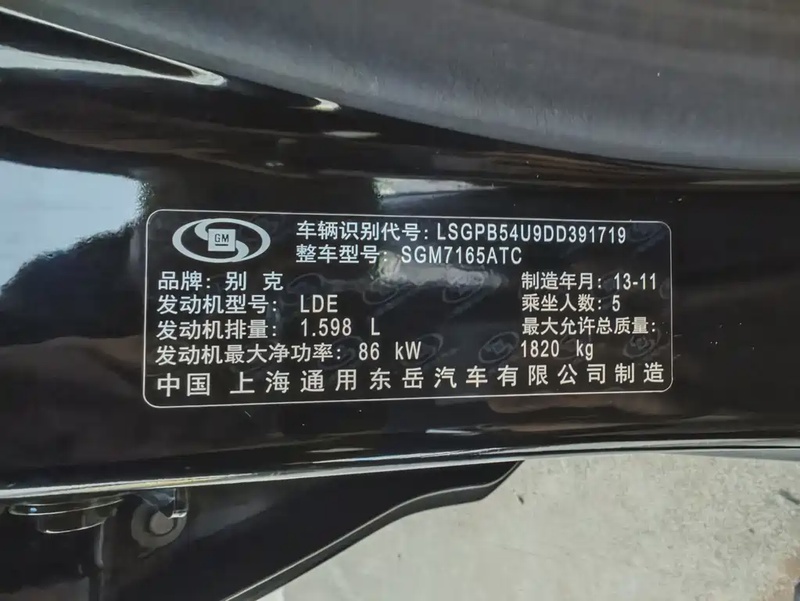 GM
车辆识别代号: LSGPB54U9DD391719
整车型号: SGM7165ATC
品牌: 别 克
制造年月: 13-11
发动机型号: LDE
乘坐人数: 5
发动机排量: 1.598 L
最大允许总质量:
发动机最大净功率: 86 kW
1820 kg
中国 上海通用东岳汽车有限公司制造